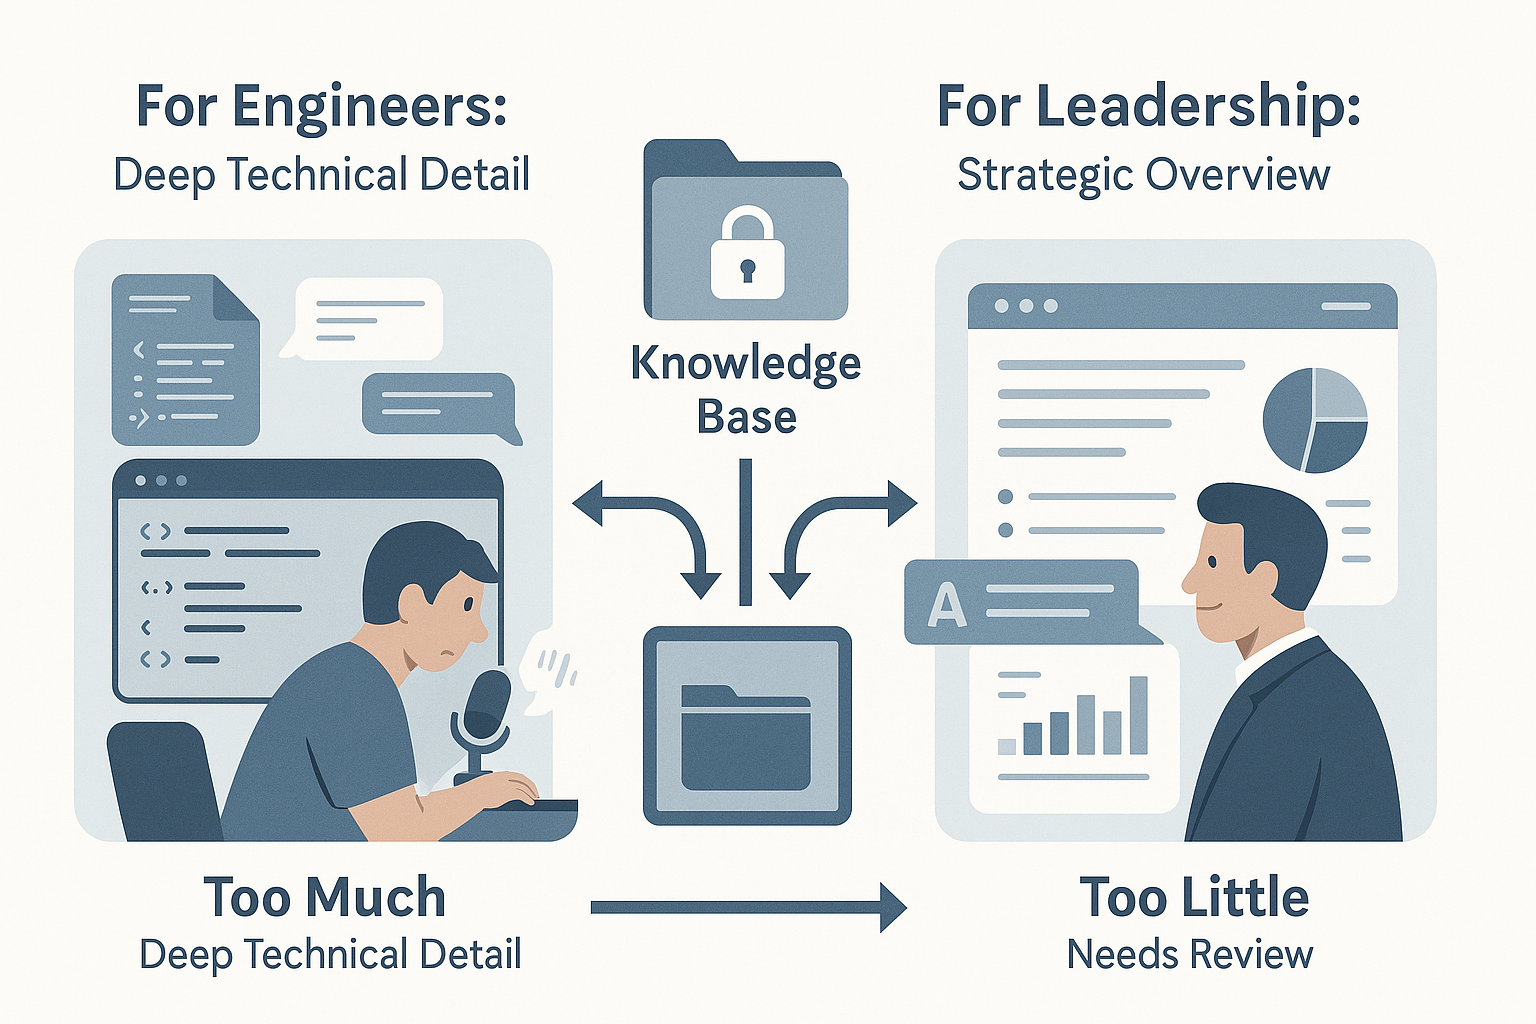 For Engineers:
Deep Technical Detail
For Leadership:
Strategic Overview
Knowledge
Base
A
Too Much
Deep Technical Detail
Too Little
Needs Review